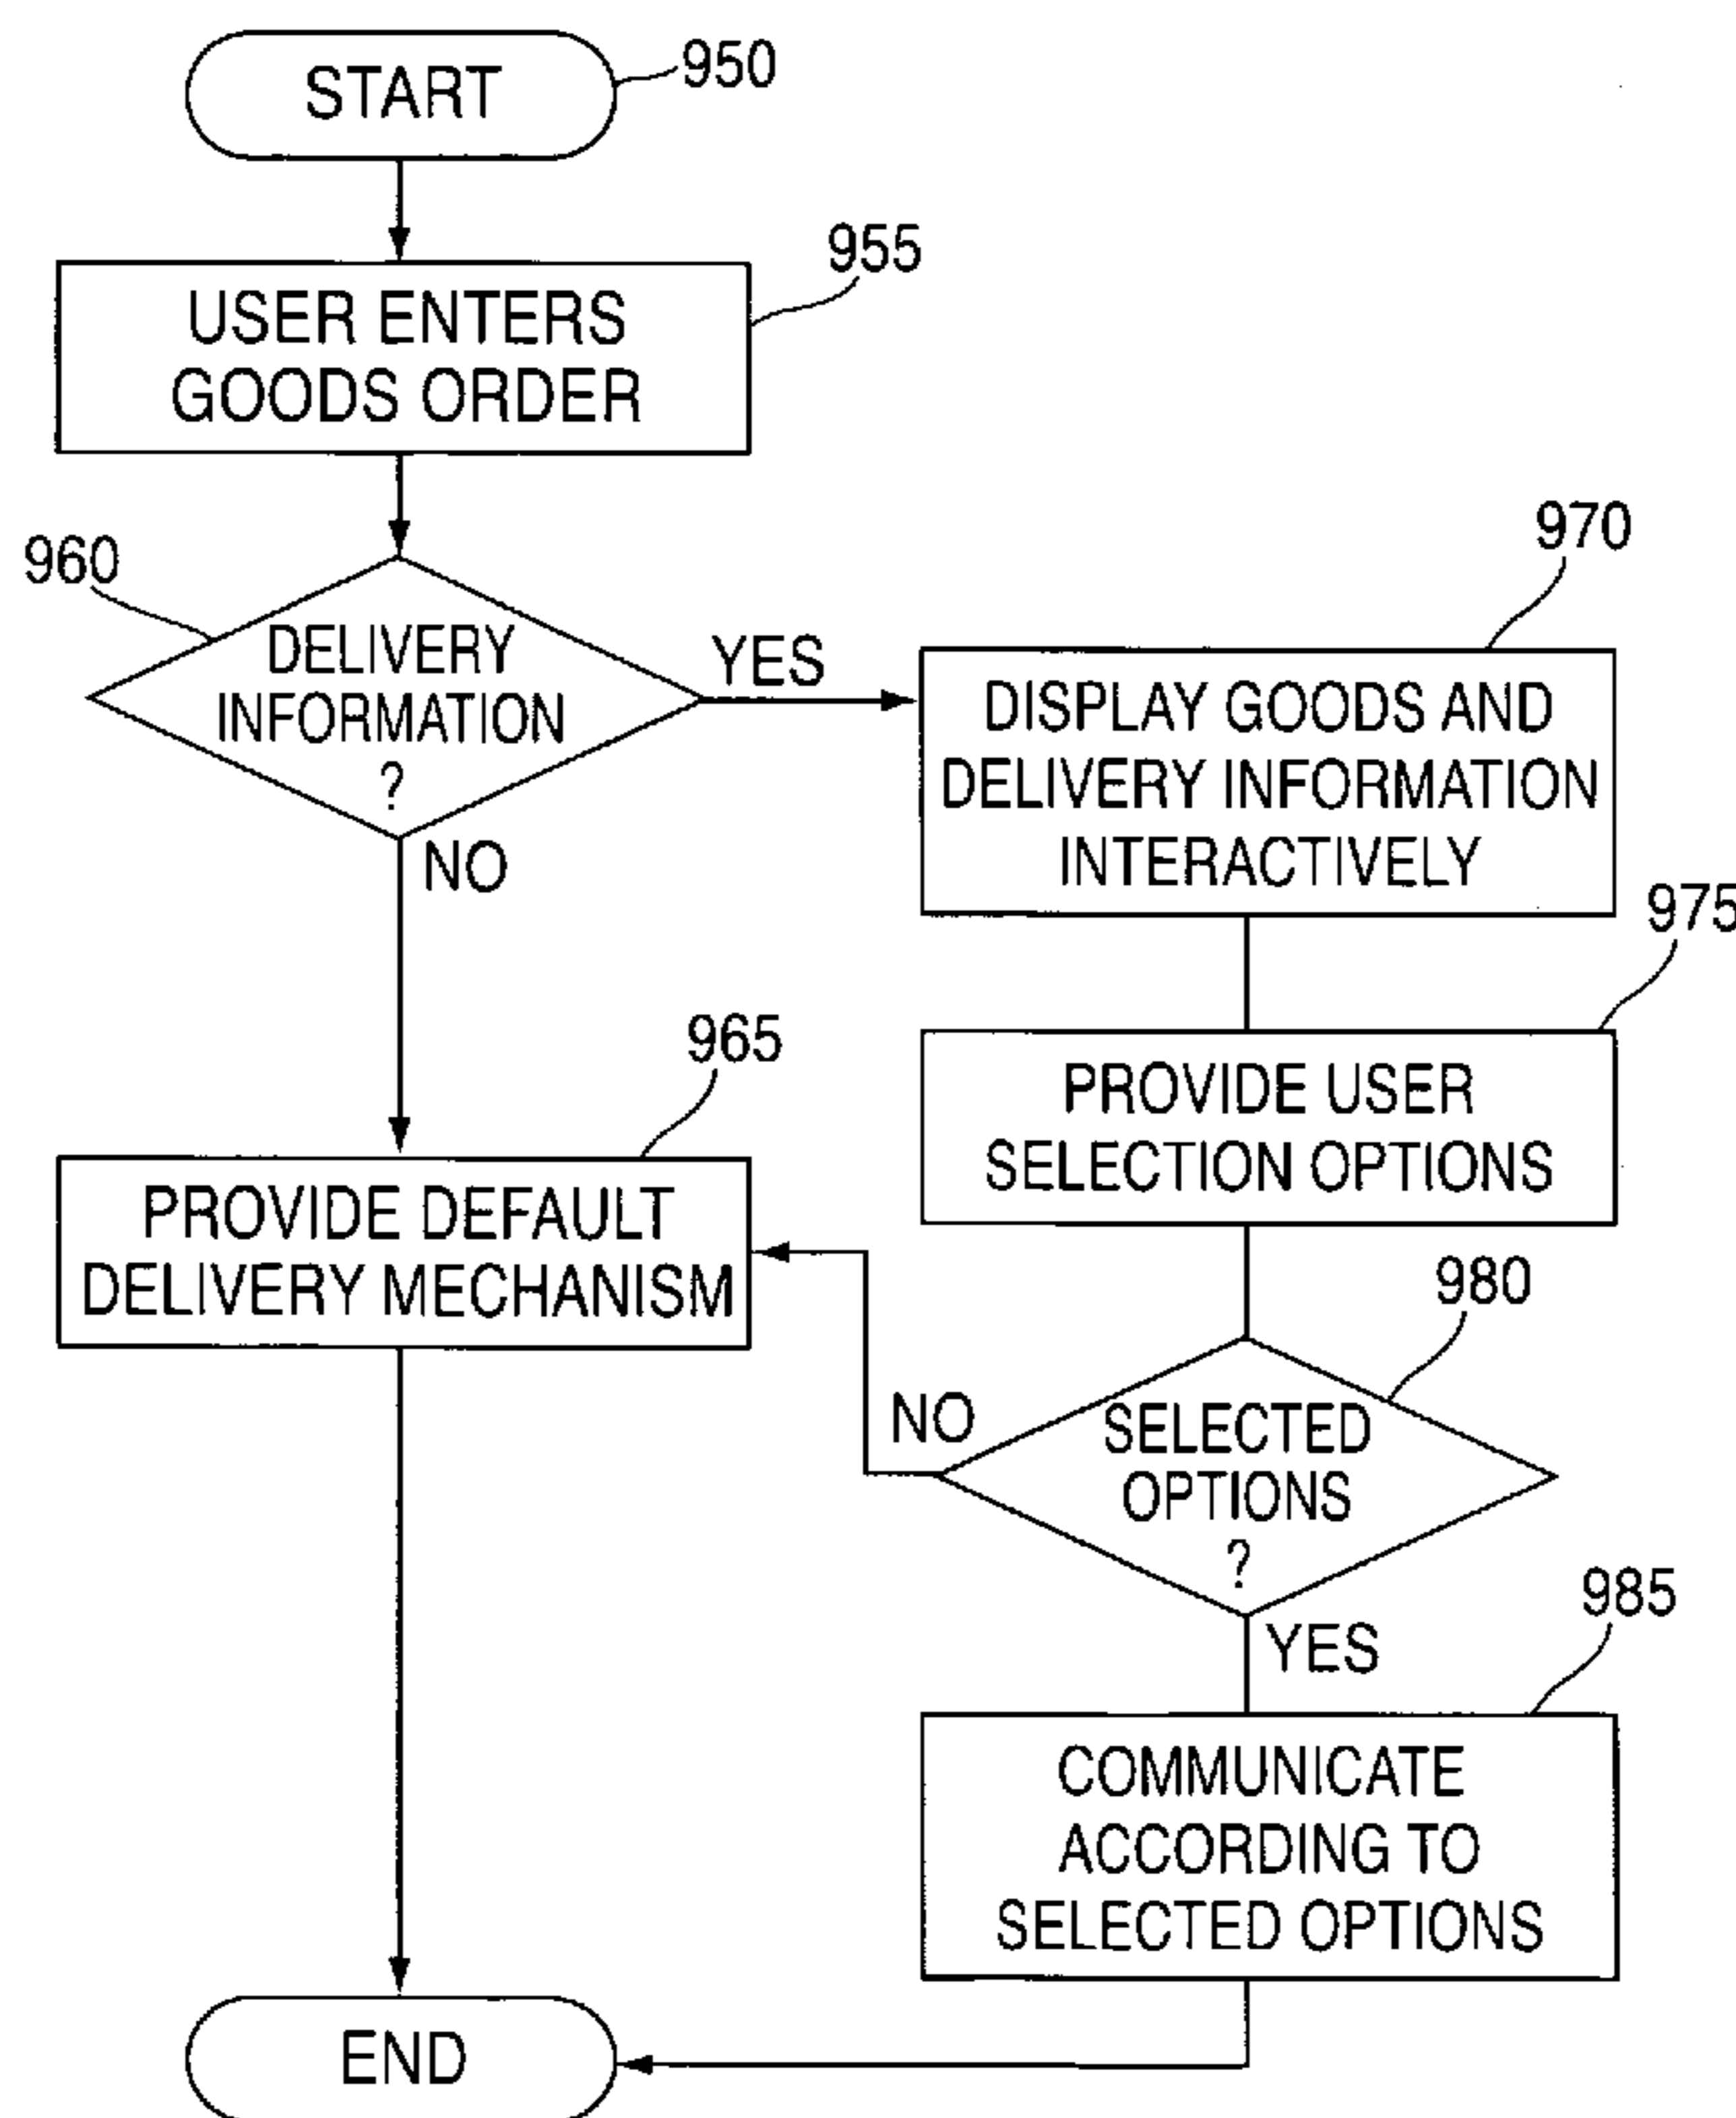 START
950
955
USER ENTERS
GOODS ORDER
960
DELIVERY
INFORMATION
?
YES
NO
970
DISPLAY GOODS AND
DELIVERY INFORMATION
INTERACTIVELY
975
PROVIDE USER
SELECTION OPTIONS
965
PROVIDE DEFAULT
DELIVERY MECHANISM
980
SELECTED
OPTIONS
?
NO
YES
985
COMMUNICATE
ACCORDING TO
SELECTED OPTIONS
END